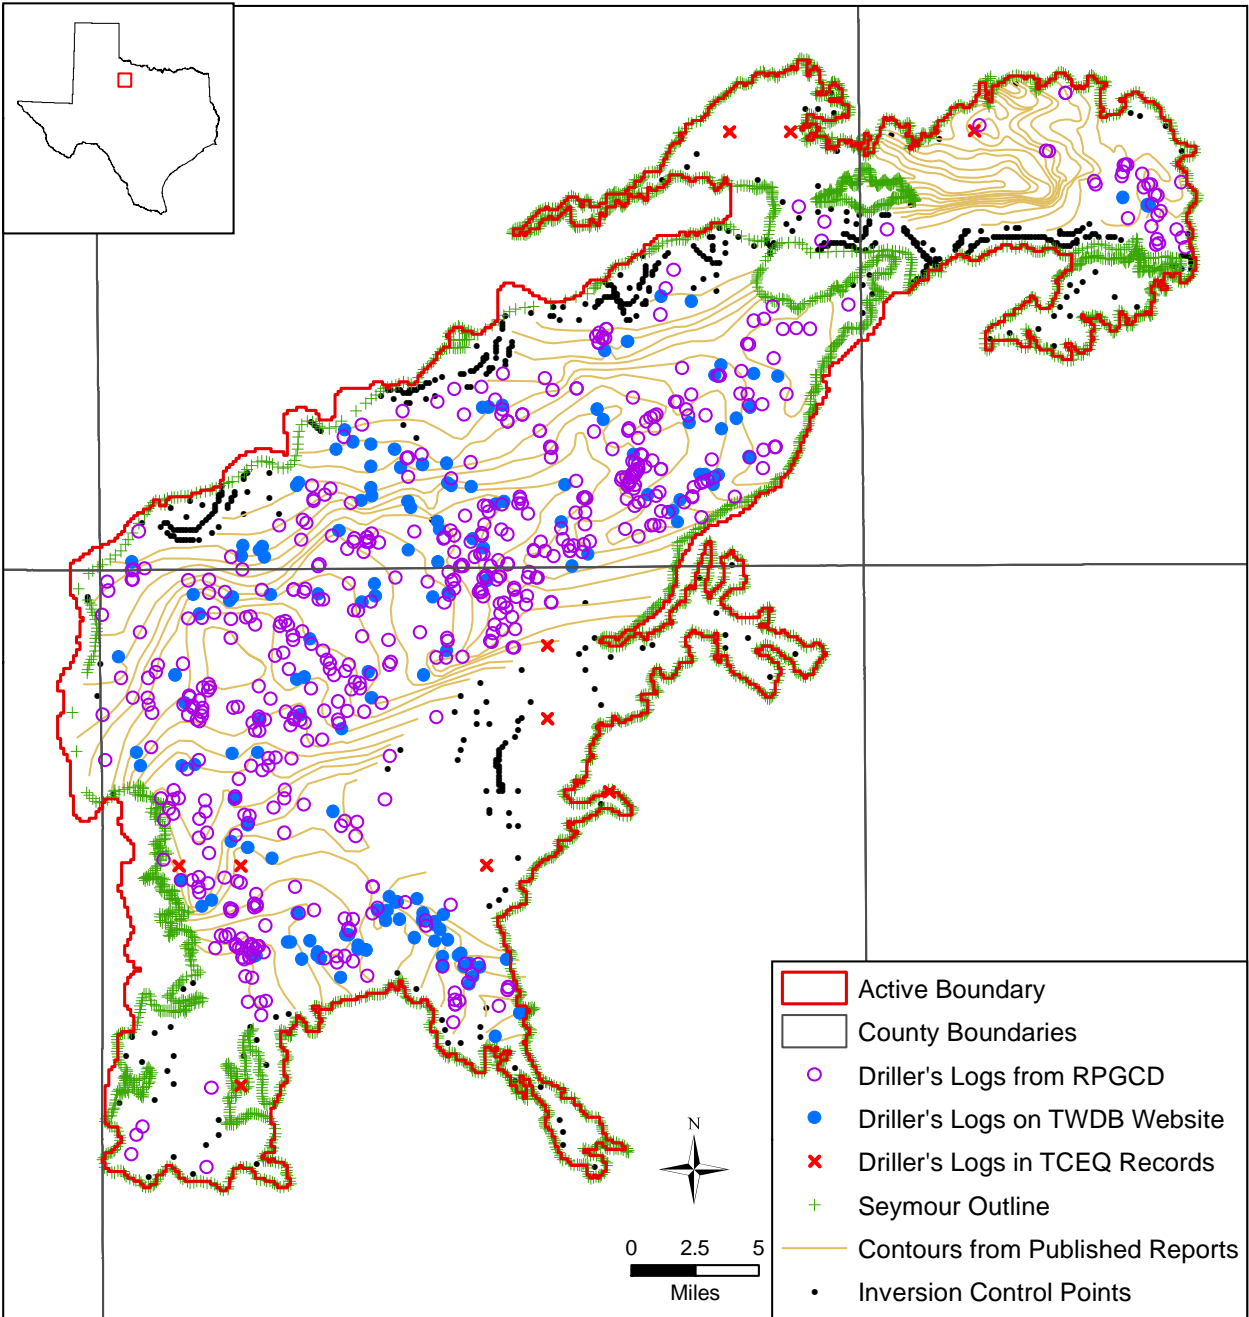 Active Boundary
County Boundaries
Driller's Logs from RPGCD
Driller's Logs on TWDB Website
Driller's Logs in TCEQ Records
Seymour Outline
Contours from Published Reports
Inversion Control Points
N
0 2.5 5
Miles